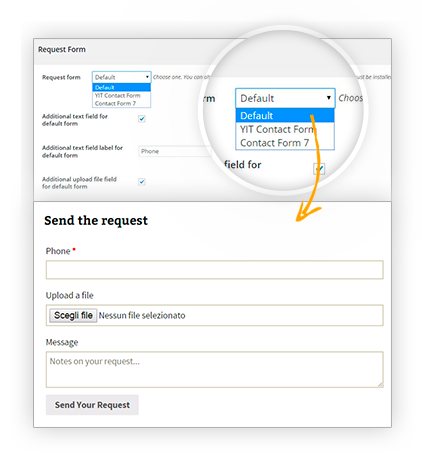 Request Form
Request form Default Choose one. You can als must be installed
Default
YIT Contact Form
Contact Form 7
rm Default Choos
Default
YIT Contact Form
Contact Form 7
Additional text field for
default form
Additional text field label for
default form Phone
field for
Additional upload file field
for default form
Send the request
Phone *
Upload a file
Scegli file Nessun file selezionato
Message
Notes on your request...
Send Your Request